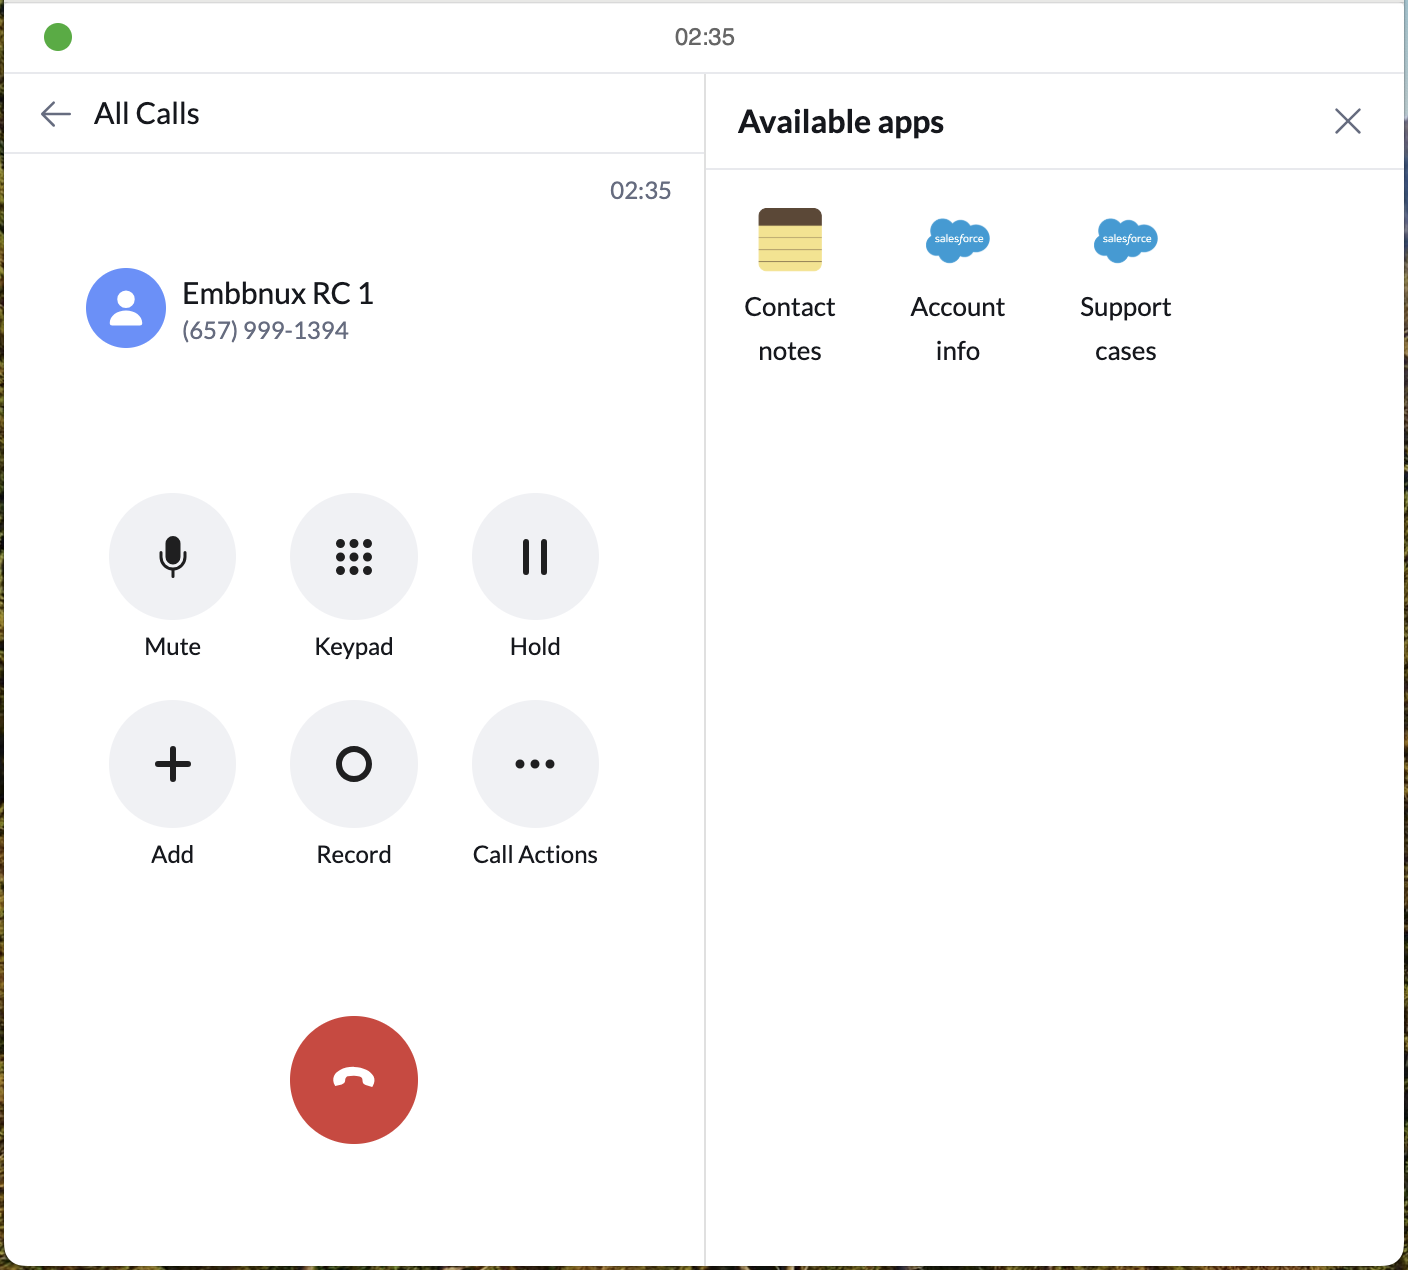 02:35
All Calls
02:35
Embbnux RC 1
(657) 999-1394
Mute
Keypad
Hold
Add
Record
Call Actions
Available apps
salesforce
salesforce
Contact
notes
Account
info
Support
cases